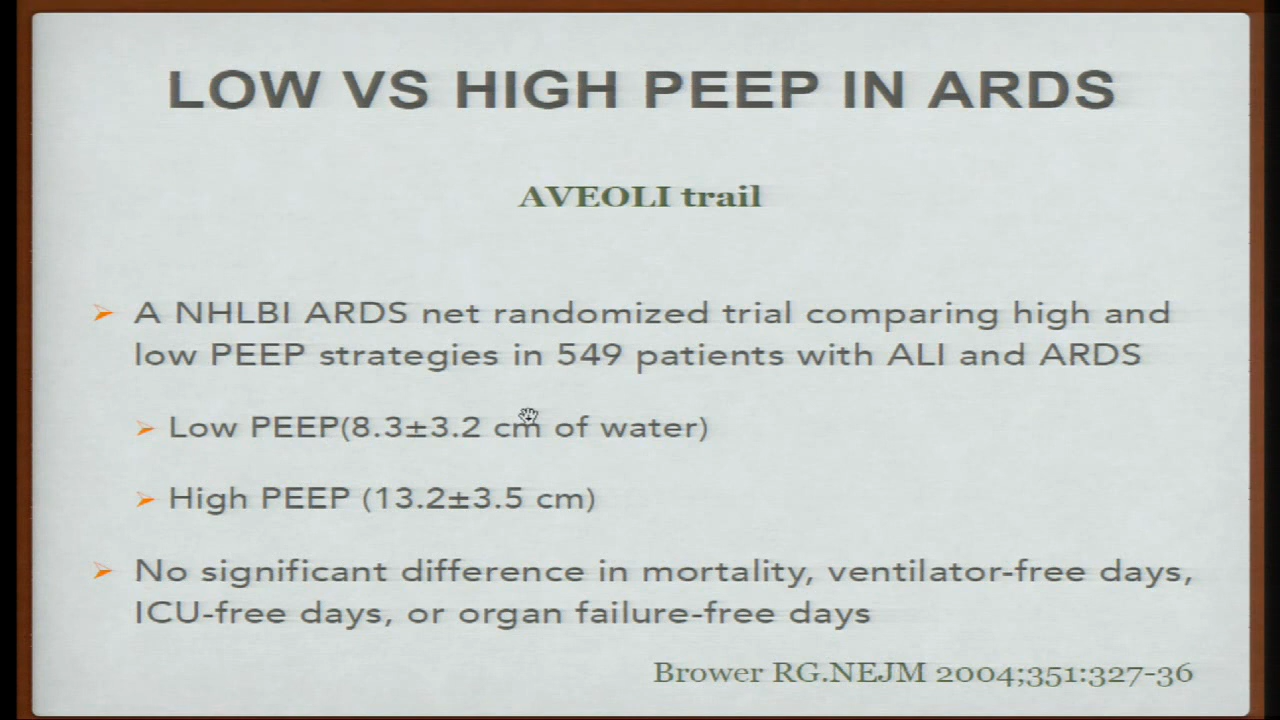 LOW VS HIGH PEEP IN ARDS
AVEOLI trail
A NHLBI ARDS net randomized trial comparing high and
low PEEP strategies in 549 patients with ALI and ARDS
Low PEEP(8.3±3.2 cm of water)
High PEEP (13.2±3.5 cm)
No significant difference in mortality, ventilator-free days,
ICU-free days, or organ failure-free days
Brower RG.NEJM 2004;351:327-36